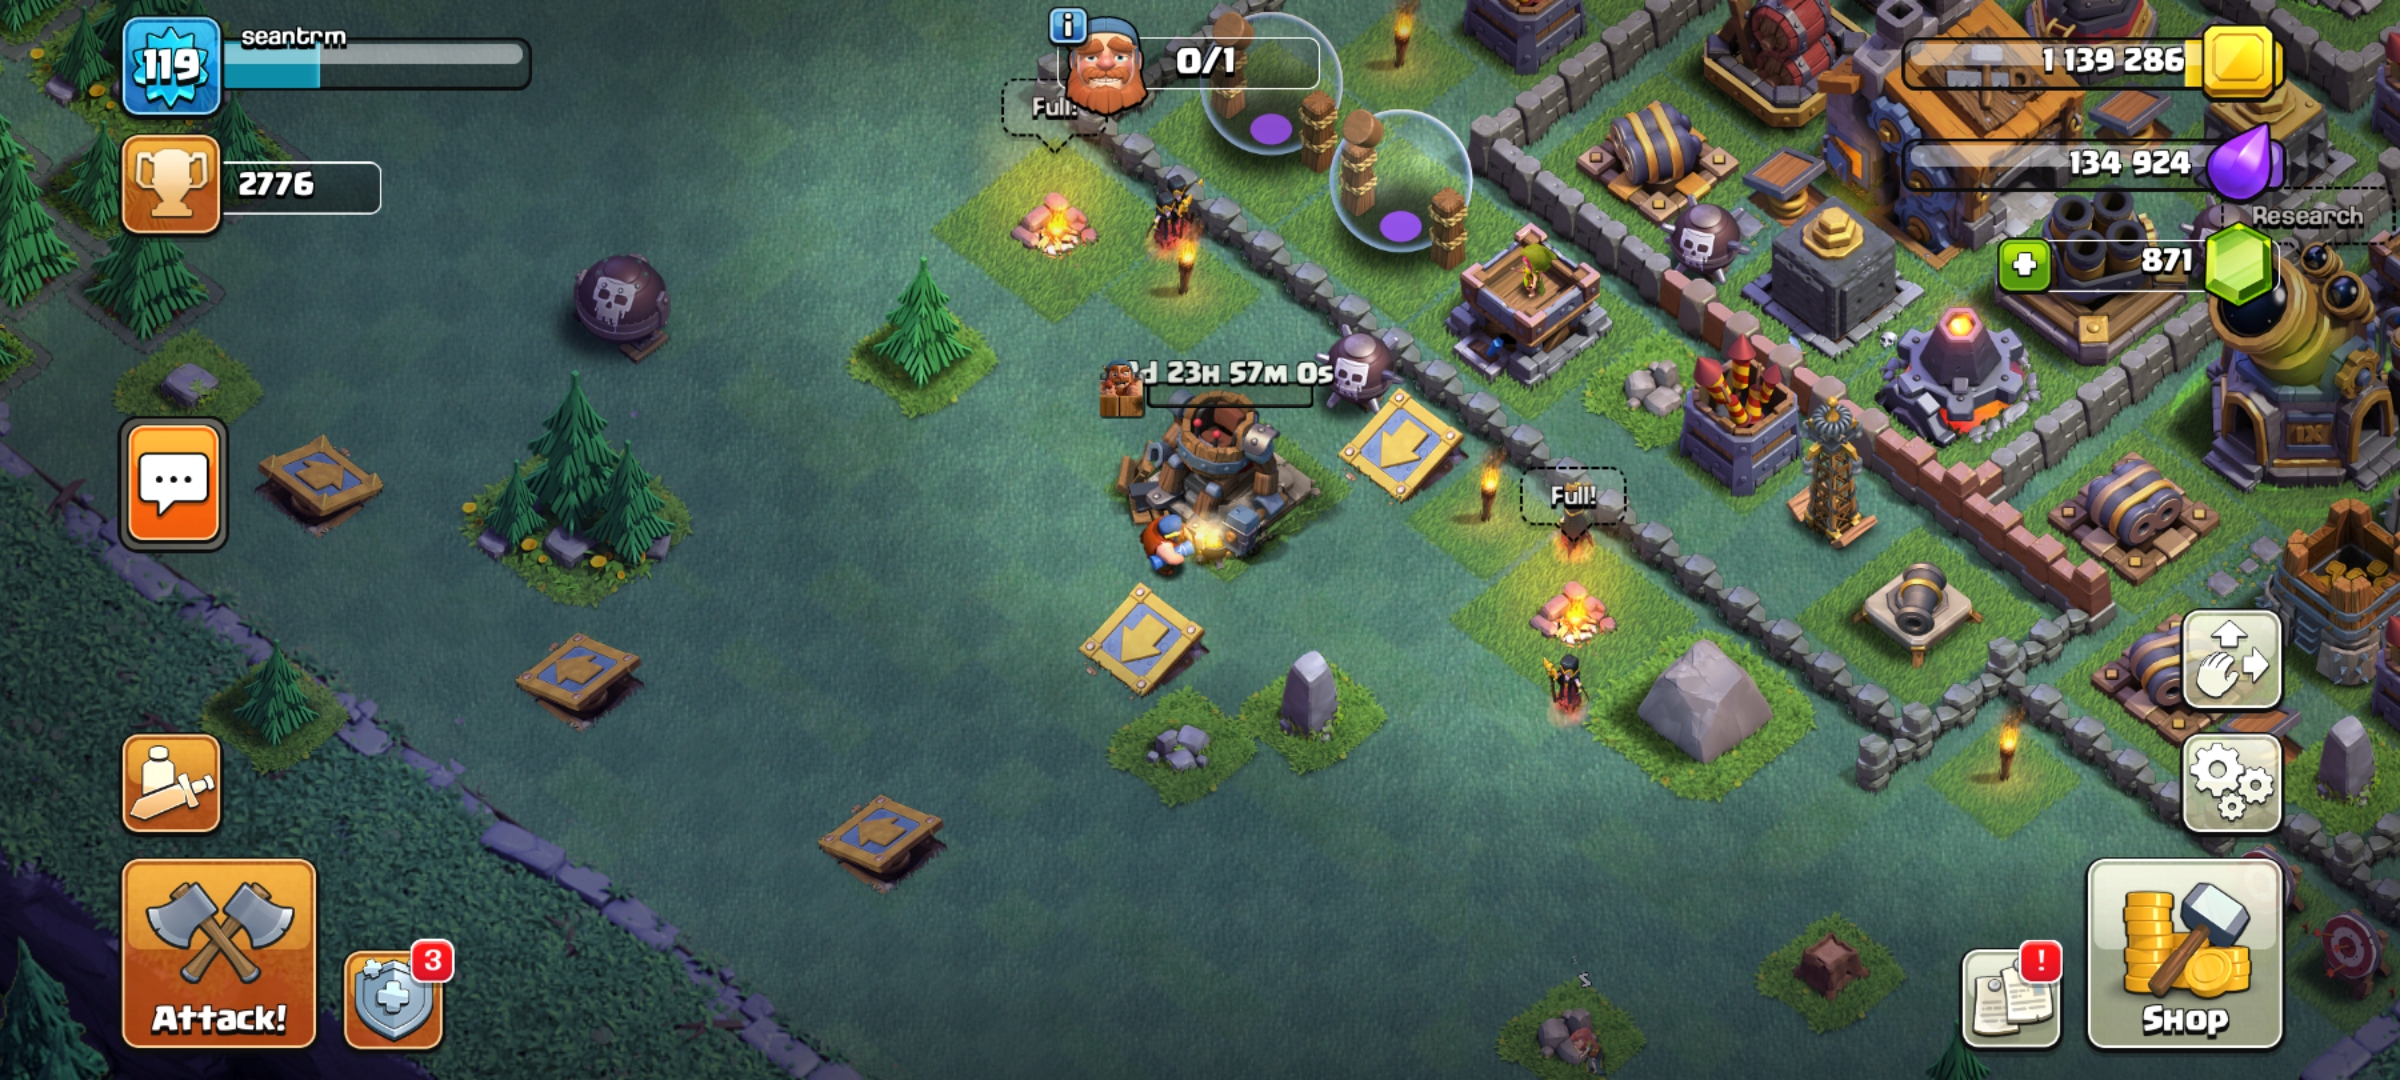 119
seantrm
i
0/1
1 139 286
Full!
134 924
2776
Research
871
23H 57M 0s
IX
Full!
3
!
Attack!
Shop